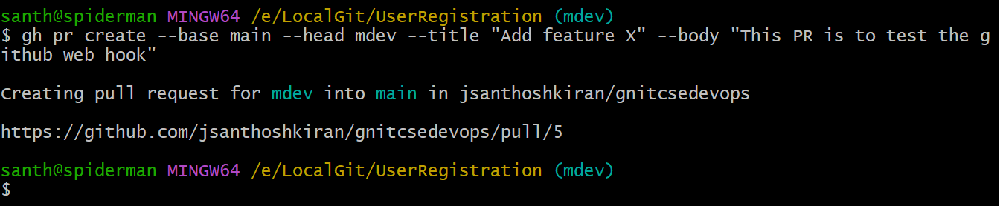 santh@spiderman MINGW64 /e/LocalGit/UserRegistration (mdev)
$ gh pr create --base main --head mdev --title "Add feature X" --body "This PR is to test the g
ithub web hook"
Creating pull request for mdev into main in jsanthoshkiran/gnitcsedevops
https://github.com/jsanthoshkiran/gnitcsedevops/pull/5
santh@spiderman MINGW64 /e/LocalGit/UserRegistration (mdev)
$